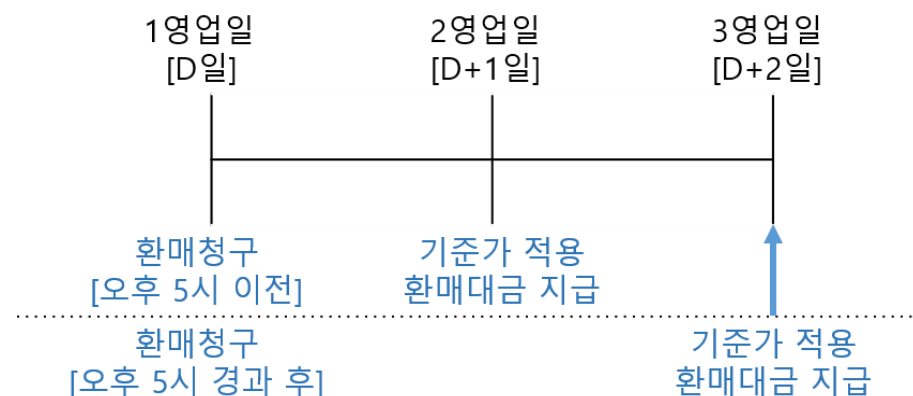 1영업일
[D일]
2영업일
[D+1일]
3영업일
[D+2일]
환매청구
[오후 5시 이전]
기준가 적용
환매대금 지급
환매청구
[오후 5시 경과 후]
기준가 적용
환매대금 지급